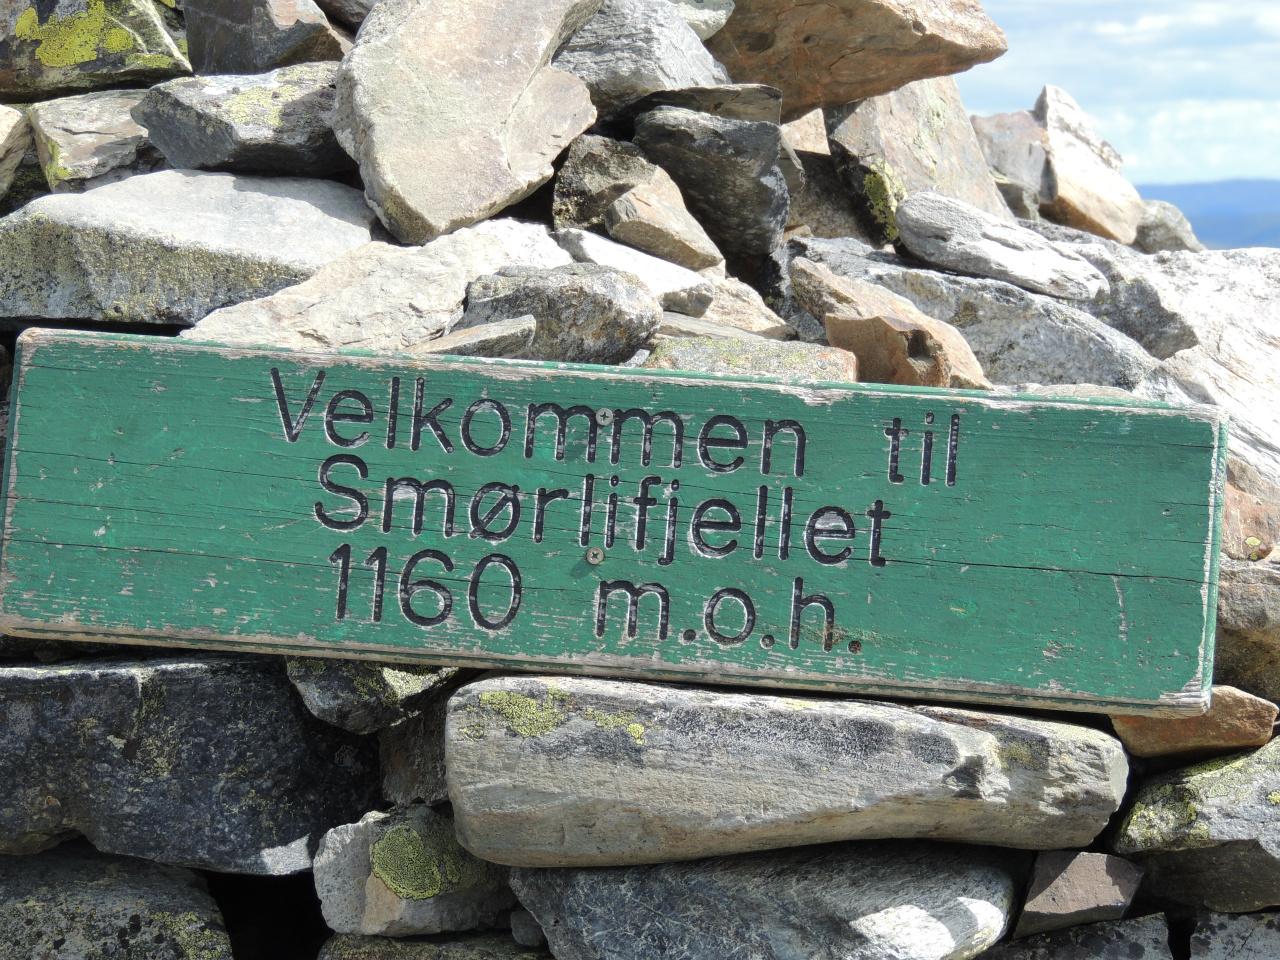 Velkommen til
Smørlifjellet
1160 m.o.h.